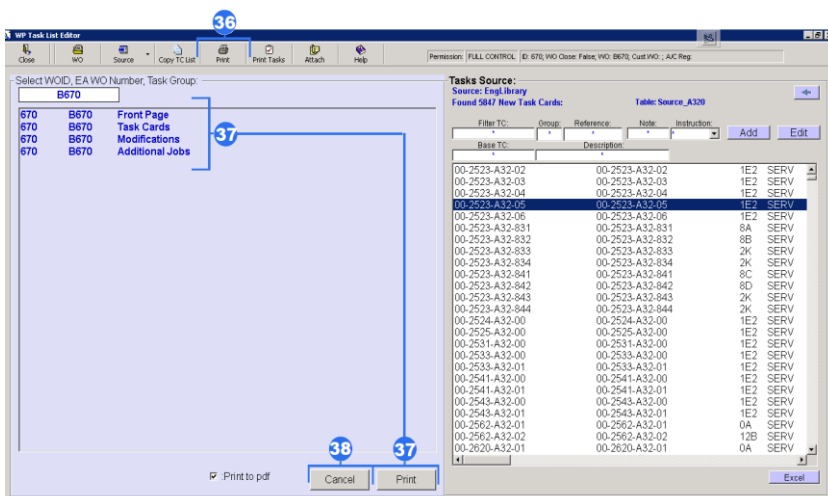 36
WP Task List Editor
Close WO Source Copy TC List Print Print Tasks Attach Help
Permission: FULL CONTROL ID: 670; WO Close: False; WO: B670; Cust.WO: ; A/C Reg:
Select WOID, EA WO Number, Task Group:
B670
670 B670 Front Page
670 B670 Task Cards
670 B670 Modifications
670 B670 Additional Jobs
37
37
38
37
:Print to pdf
Cancel Print
Tasks Source:
Source: EngLibrary
Found 5847 New Task Cards: Table: Source_A320
Filter TC: Group: Reference: Note: Instruction:
* * * * *
Add Edit
Base TC: Description:
* *
00-2523-A32-02 00-2523-A32-02 1E2 SERV
00-2523-A32-03 00-2523-A32-03 1E2 SERV
00-2523-A32-04 00-2523-A32-04 1E2 SERV
00-2523-A32-05 00-2523-A32-05 1E2 SERV
00-2523-A32-06 00-2523-A32-06 1E2 SERV
00-2523-A32-831 00-2523-A32-831 8A SERV
00-2523-A32-832 00-2523-A32-832 8B SERV
00-2523-A32-833 00-2523-A32-833 2K SERV
00-2523-A32-834 00-2523-A32-834 2K SERV
00-2523-A32-841 00-2523-A32-841 8C SERV
00-2523-A32-842 00-2523-A32-842 8D SERV
00-2523-A32-843 00-2523-A32-843 2K SERV
00-2523-A32-844 00-2523-A32-844 2K SERV
00-2524-A32-00 00-2524-A32-00 1E2 SERV
00-2525-A32-00 00-2525-A32-00 1E2 SERV
00-2531-A32-00 00-2531-A32-00 1E2 SERV
00-2533-A32-00 00-2533-A32-00 1E2 SERV
00-2533-A32-01 00-2533-A32-01 1E2 SERV
00-2541-A32-00 00-2541-A32-00 1E2 SERV
00-2541-A32-01 00-2541-A32-01 1E2 SERV
00-2543-A32-00 00-2543-A32-00 1E2 SERV
00-2543-A32-01 00-2543-A32-01 1E2 SERV
00-2562-A32-01 00-2562-A32-01 0A SERV
00-2562-A32-02 00-2562-A32-02 12B SERV
00-2620-A32-01 00-2620-A32-01 0A SERV
Excel